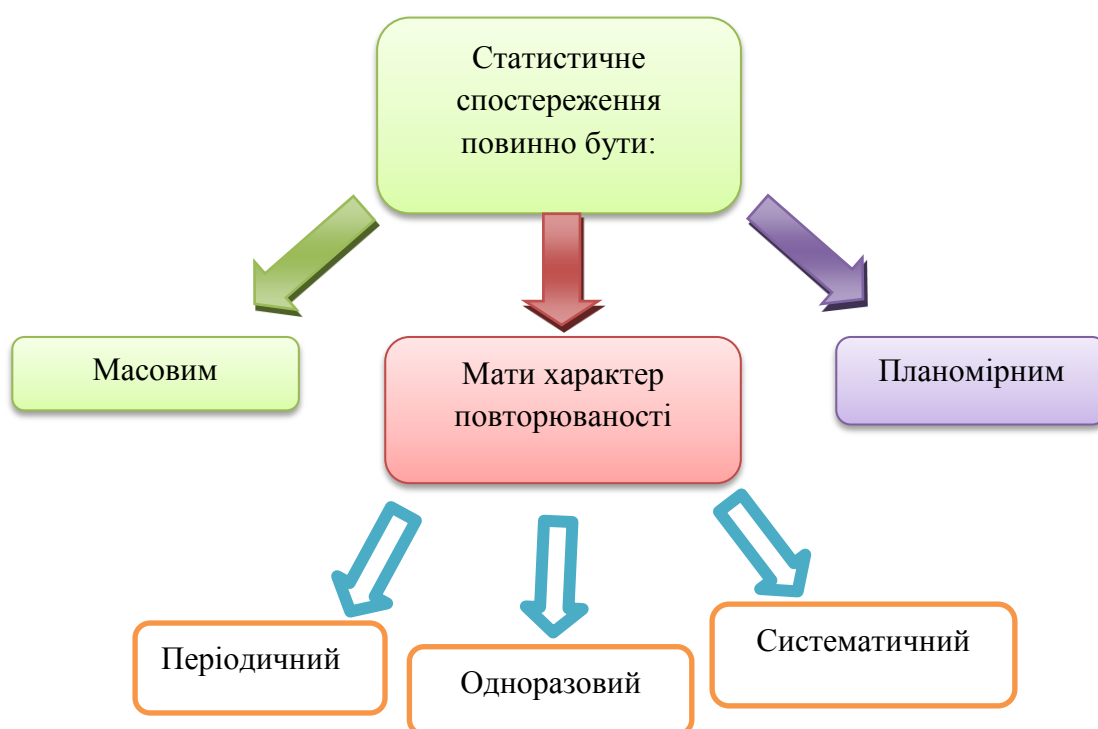 Статистичне
спостереження
повинно бути:
Масовим
Мати характер
повторюваності
Планомірним
Періодичний
Одноразовий
Систематичний